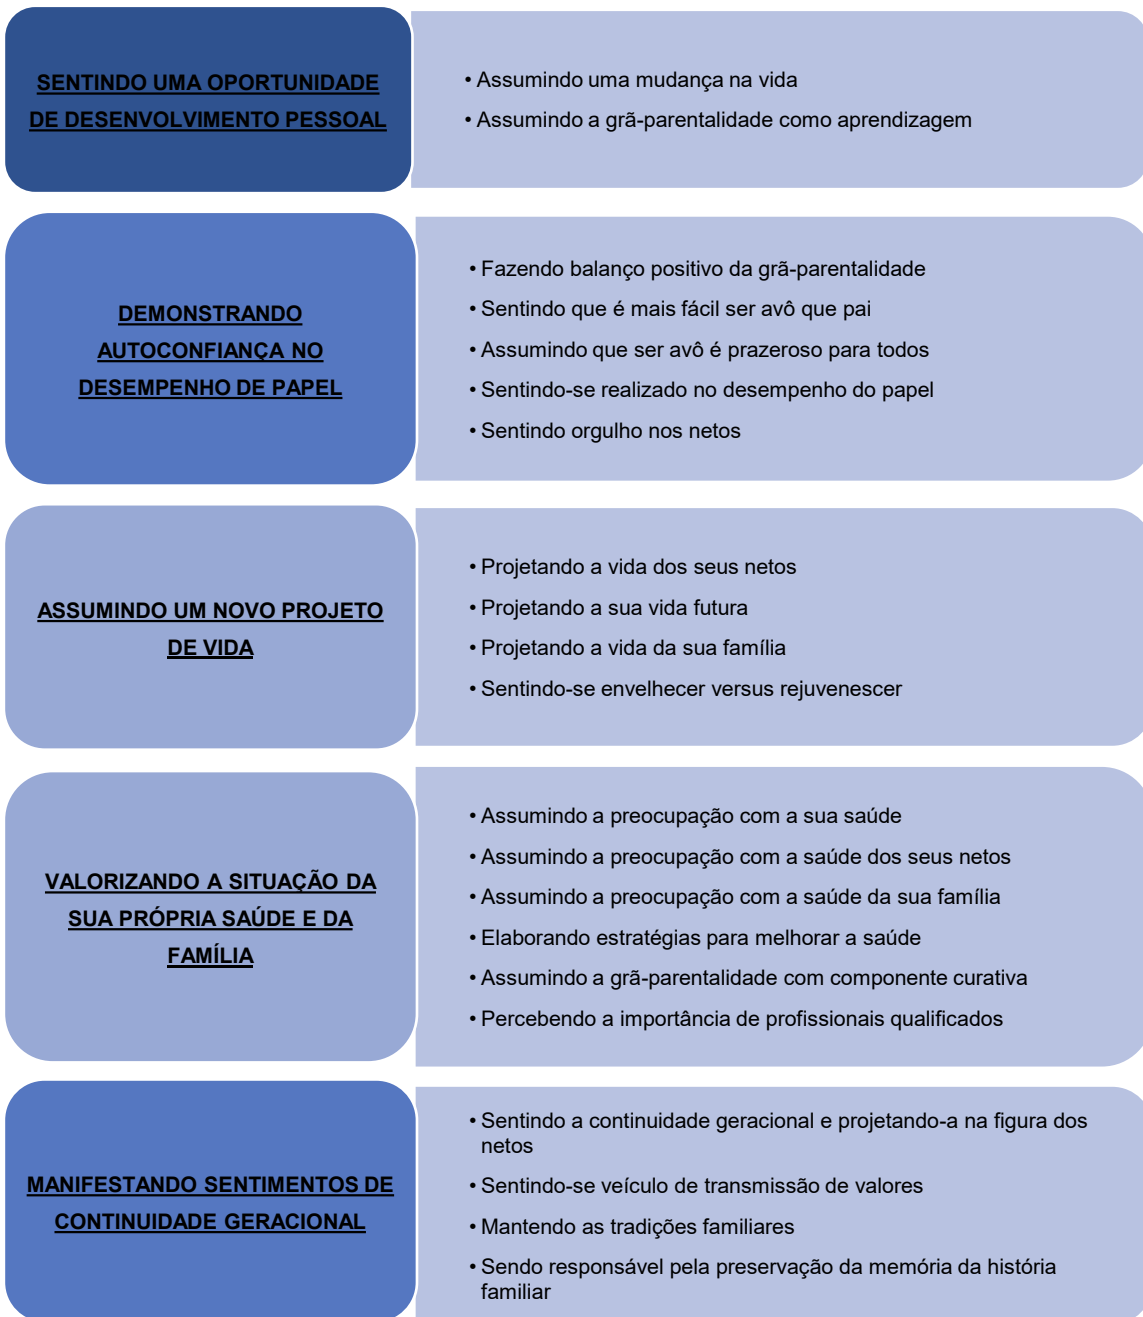 SENTINDO UMA OPORTUNIDADE
DE DESENVOLVIMENTO PESSOAL
• Assumindo uma mudança na vida
• Assumindo a grã-parentalidade como aprendizagem
DEMONSTRANDO
AUTOCONFIANÇA NO
DESEMPENHO DE PAPEL
• Fazendo balanço positivo da grã-parentalidade
• Sentindo que é mais fácil ser avô que pai
• Assumindo que ser avô é prazeroso para todos
• Sentindo-se realizado no desempenho do papel
• Sentindo orgulho nos netos
ASSUMINDO UM NOVO PROJETO
DE VIDA
• Projetando a vida dos seus netos
• Projetando a sua vida futura
• Projetando a vida da sua família
• Sentindo-se envelhecer versus rejuvenescer
VALORIZANDO A SITUAÇÃO DA
SUA PRÓPRIA SAÚDE E DA
FAMÍLIA
• Assumindo a preocupação com a sua saúde
• Assumindo a preocupação com a saúde dos seus netos
• Assumindo a preocupação com a saúde da sua família
• Elaborando estratégias para melhorar a saúde
• Assumindo a grã-parentalidade com componente curativa
• Percebendo a importância de profissionais qualificados
MANIFESTANDO SENTIMENTOS DE
CONTINUIDADE GERACIONAL
• Sentindo a continuidade geracional e projetando-a na figura dos
netos
• Sentindo-se veículo de transmissão de valores
• Mantendo as tradições familiares
• Sendo responsável pela preservação da memória da história
familiar